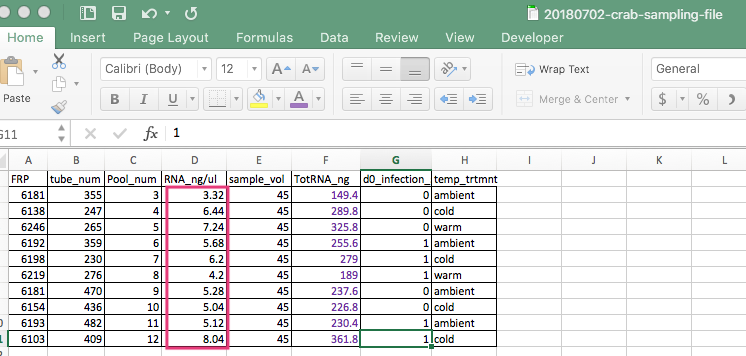 20180702-crab-sampling-file
Home Insert Page Layout Formulas Data Review View Developer
Paste Calibri (Body) 12 A A Wrap Text General
B I U A Merge & Center $ % )
G11 fx 1
A B C D E F G H I J K L
FRP tube_num Pool_num RNA_ng/ul sample_vol TotRNA_ng d0_infection_ temp_trtmnt
6181 355 3 3.32 45 149.4 0 ambient
6138 247 4 6.44 45 289.8 0 cold
6246 265 5 7.24 45 325.8 0 warm
6192 359 6 5.68 45 255.6 1 ambient
6198 230 7 6.2 45 279 1 cold
6219 276 8 4.2 45 189 1 warm
6181 470 9 5.28 45 237.6 0 ambient
6154 436 10 5.04 45 226.8 0 cold
6193 482 11 5.12 45 230.4 1 ambient
6103 409 12 8.04 45 361.8 1 cold